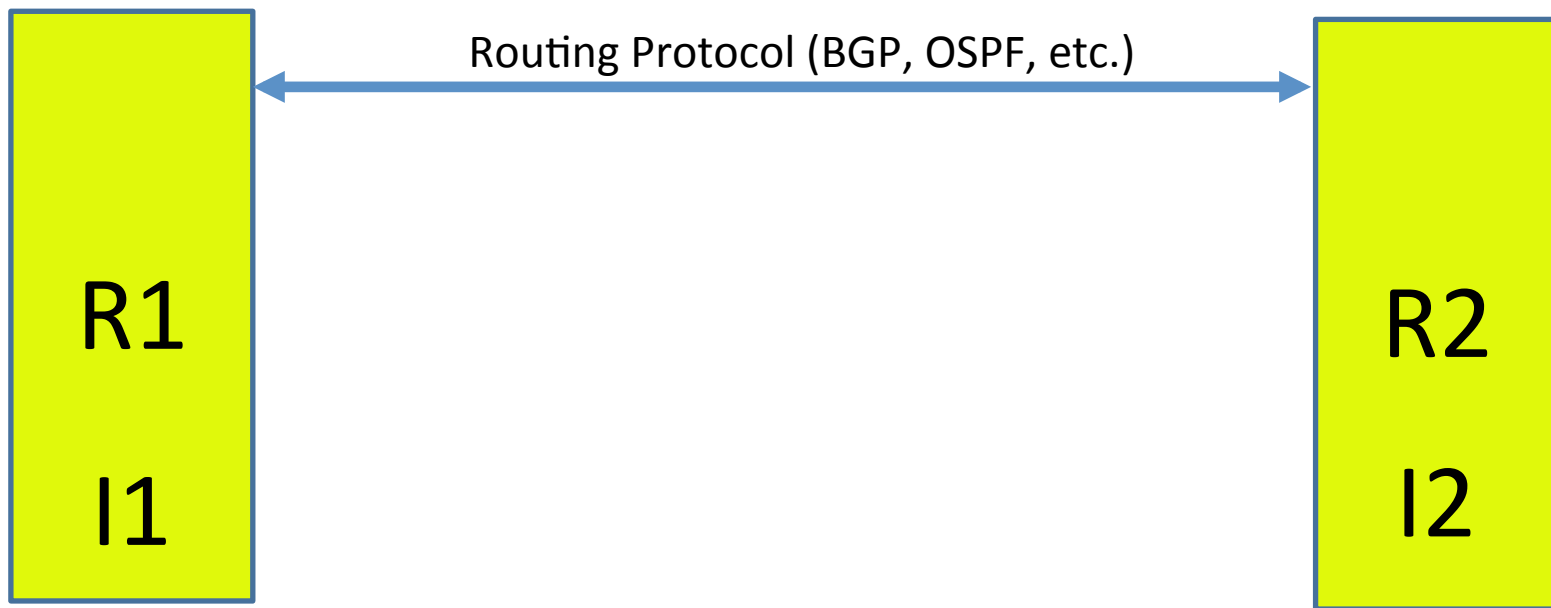 Routing Protocol (BGP, OSPF, etc.)
R1
I1
R2
I2